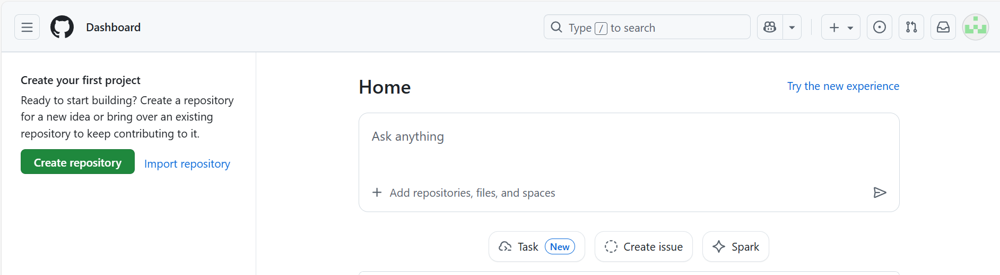 Dashboard
Type / to search
Create your first project
Ready to start building? Create a repository
for a new idea or bring over an existing
repository to keep contributing to it.
Create repository
Import repository
Home
Try the new experience
Ask anything
Add repositories, files, and spaces
Task New
Create issue
Spark